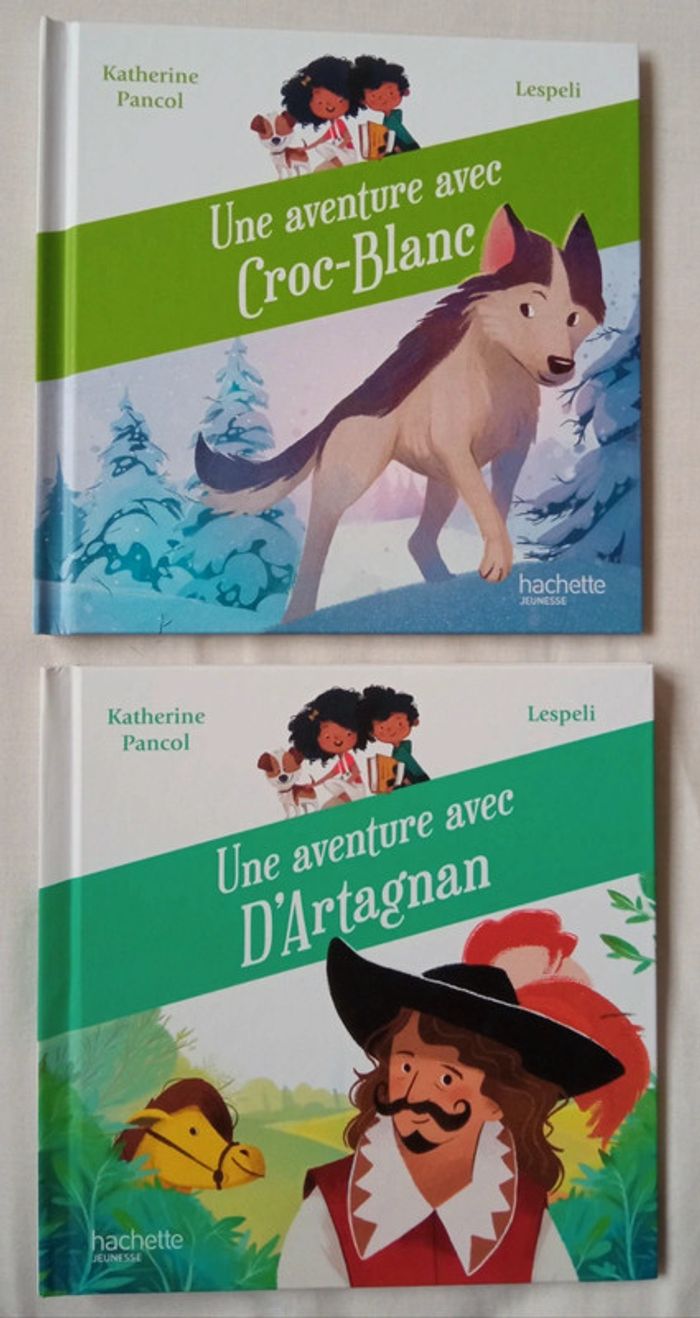 Katherine
Pancol
Lespeli
Une aventure avec
Croc-Blanc
hachette
JEUNESSE
Katherine
Pancol
Lespeli
Une aventure avec
D'Artagnan
hachette
JEUNESSE